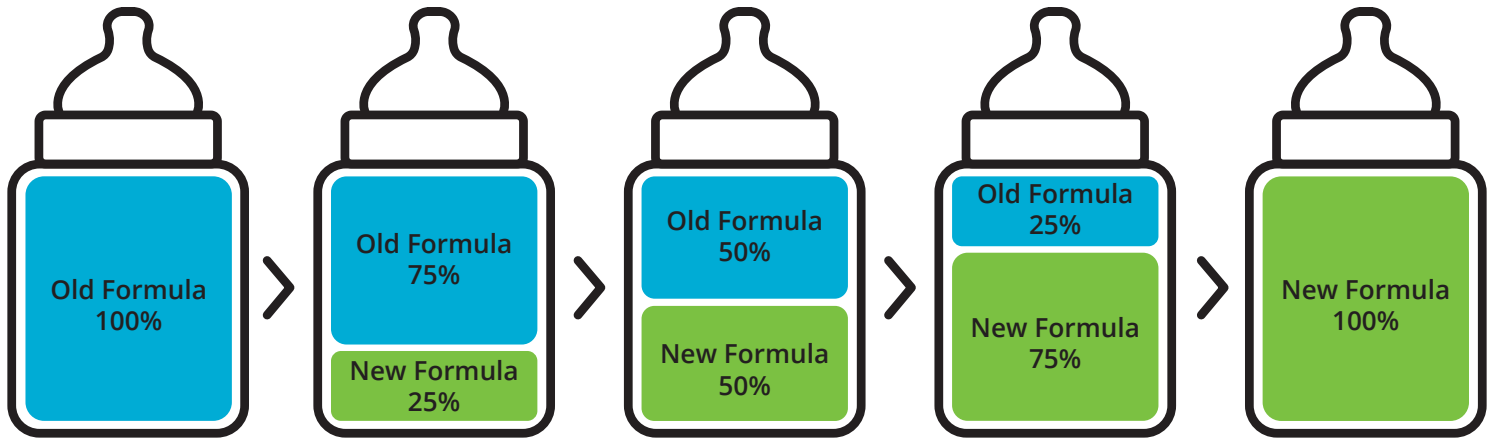 Old Formula
100%
Old Formula
75%
New Formula
25%
Old Formula
50%
New Formula
50%
Old Formula
25%
New Formula
75%
New Formula
100%